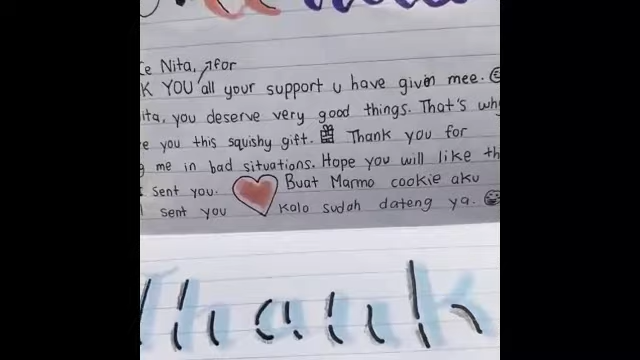 ce Nita, for
K YOU all your support u have given mee.
ita, you deserve very good things. That's why
e you this squishy gift. Thank you for
g me in bad situations. Hope you will like th
t sent you. Buat Marmo cookie aku
sent you kalo sudah dateng ya.
Thank